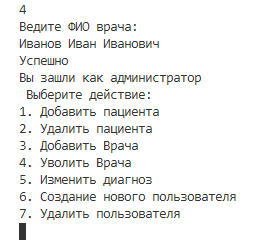 4
Ведите ФИО врача:
Иванов Иван Иванович
Успешно
Вы зашли как администратор
Выберите действие:
1. Добавить пациента
2. Удалить пациента
3. Добавить Врача
4. Уволить Врача
5. Изменить диагноз
6. Создание нового пользователя
7. Удалить пользователя